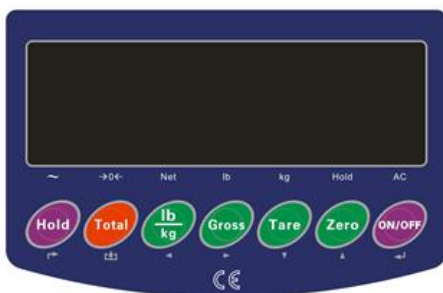 ~ →0← Net lb kg Hold AC
Hold Total lb/kg Gross Tare Zero ON/OFF
CE